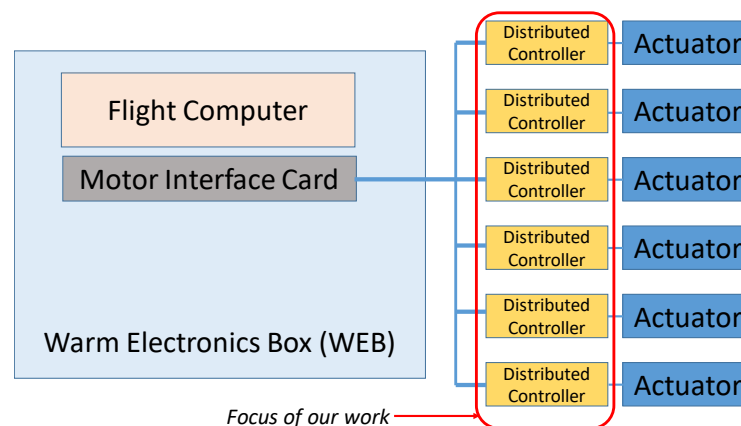 Flight Computer
Motor Interface Card
Warm Electronics Box (WEB)
Distributed
Controller
Actuator
Distributed
Controller
Actuator
Distributed
Controller
Actuator
Distributed
Controller
Actuator
Distributed
Controller
Actuator
Distributed
Controller
Actuator
Focus of our work